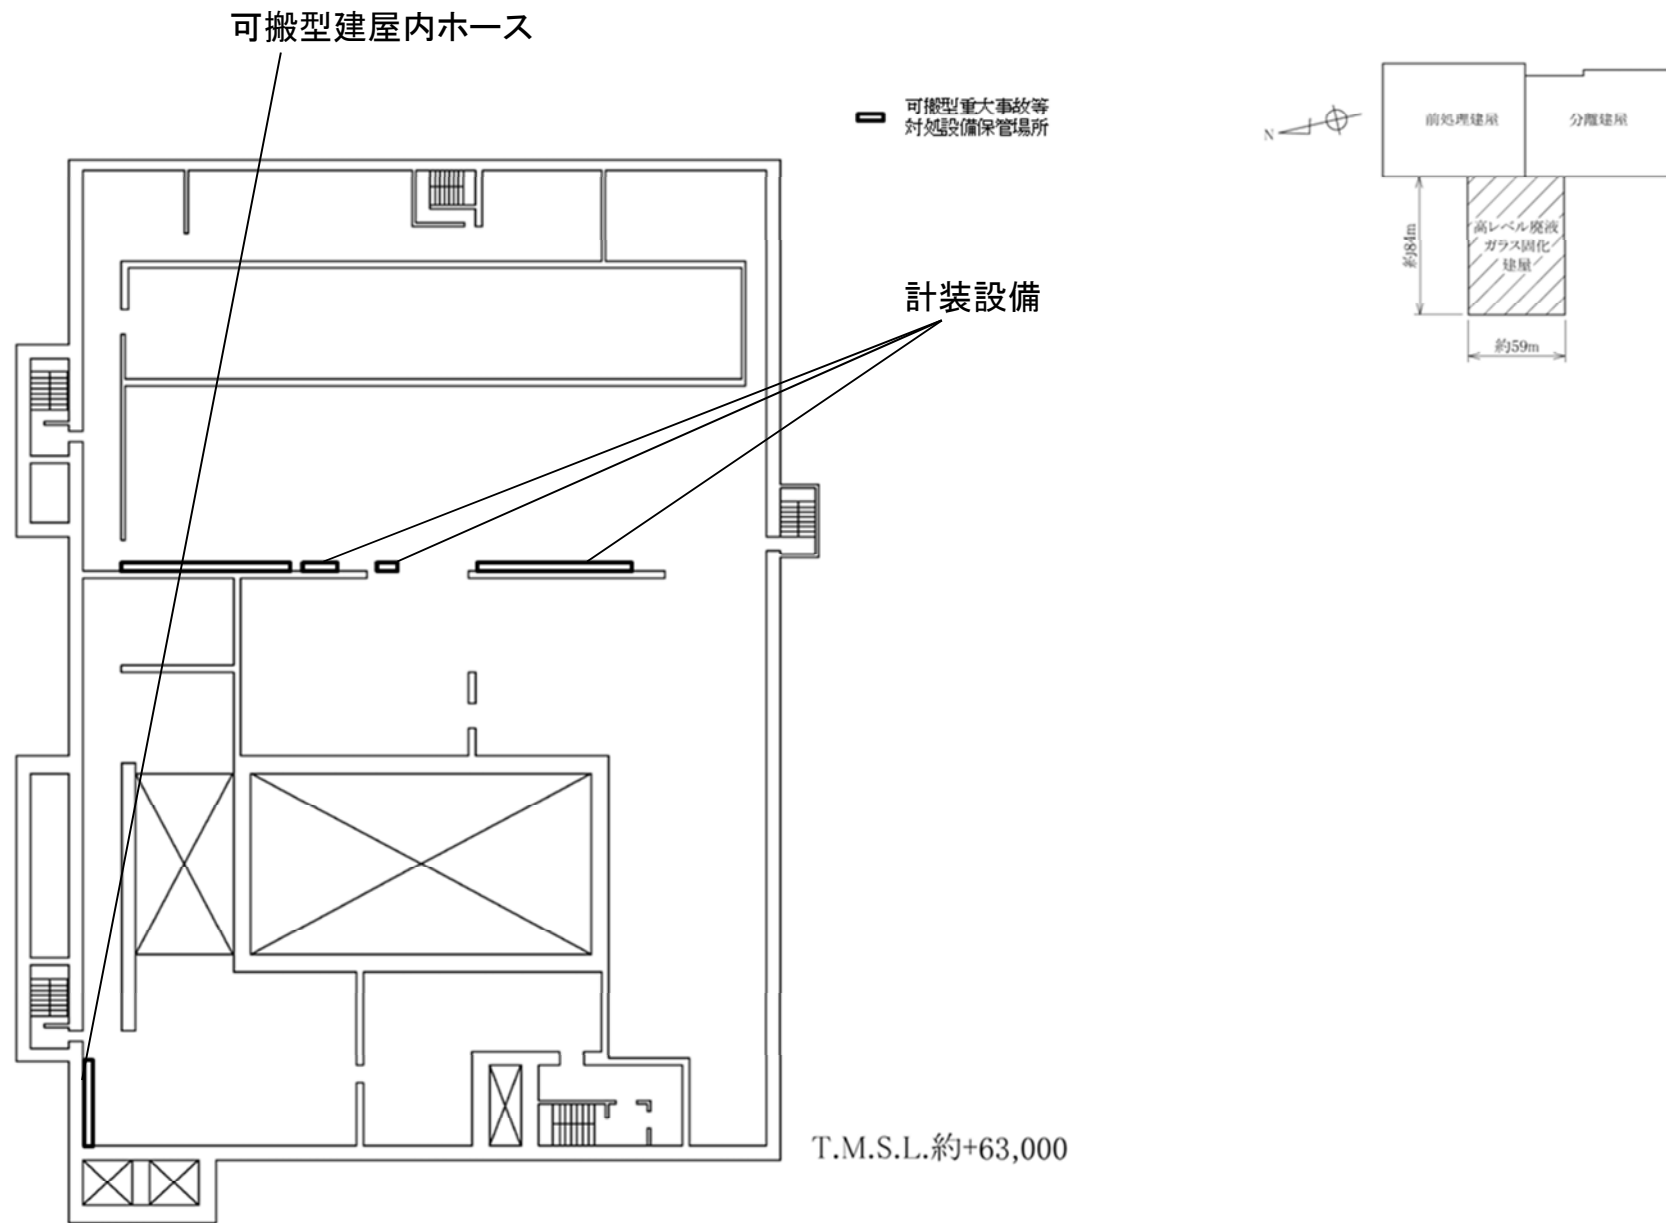 可搬型建屋内ホース
可搬型重大事故等
対処設備保管場所
N
前処理建屋
分離建屋
高レベル廃液
ガラス固化
建屋
約84m
約59m
計装設備
T.M.S.L.約+63,000